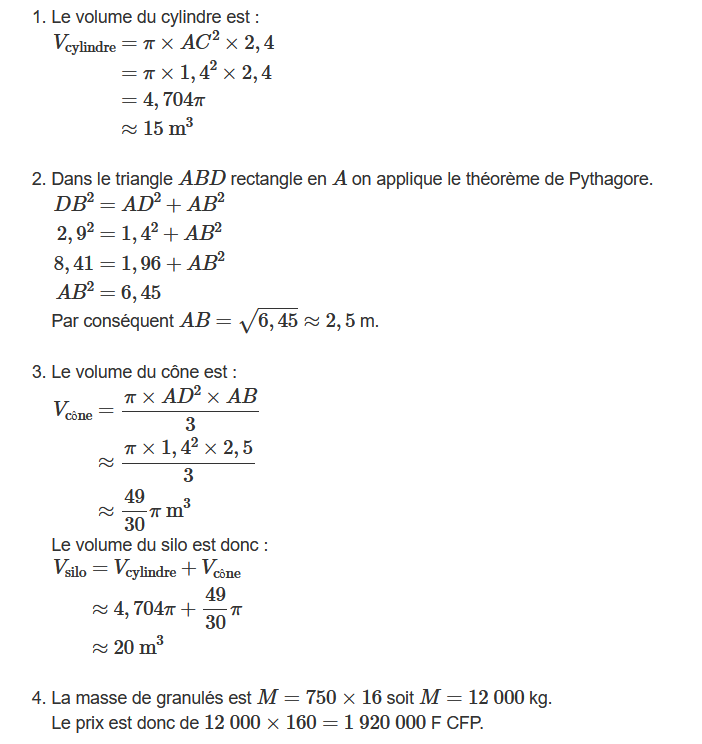 1. Le volume du cylindre est :
V_cylindre = π × AC² × 2,4
= π × 1,4² × 2,4
= 4,704π
≈ 15 m³
2. Dans le triangle ABD rectangle en A on applique le théorème de Pythagore.
DB² = AD² + AB²
2,9² = 1,4² + AB²
8,41 = 1,96 + AB²
AB² = 6,45
Par conséquent AB = √6,45 ≈ 2,5 m.
3. Le volume du cône est :
V_cône = (π × AD² × AB)/3
≈ (π × 1,4² × 2,5)/3
≈ 49/30 π m³
Le volume du silo est donc :
V_silo = V_cylindre + V_cône
≈ 4,704π + 49/30 π
≈ 20 m³
4. La masse de granulés est M = 750 × 16 soit M = 12 000 kg.
Le prix est donc de 12 000 × 160 = 1 920 000 F CFP.